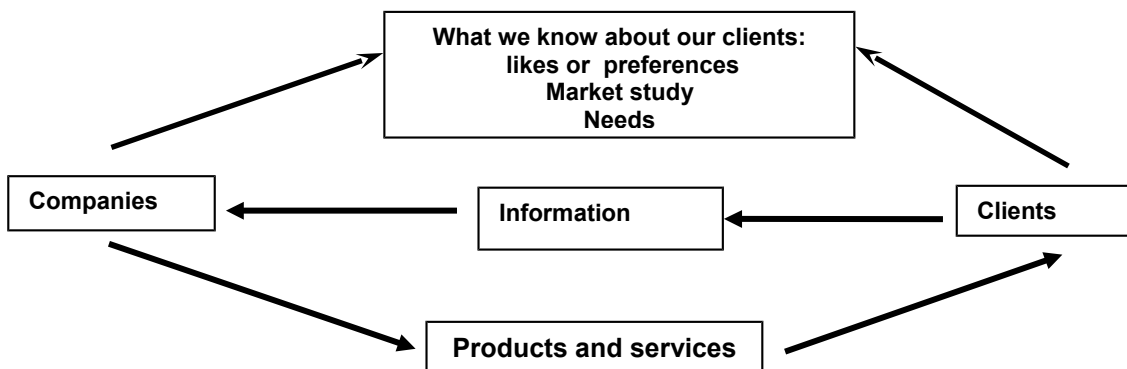 What we know about our clients:
likes or preferences
Market study
Needs
Companies
Information
Clients
Products and services